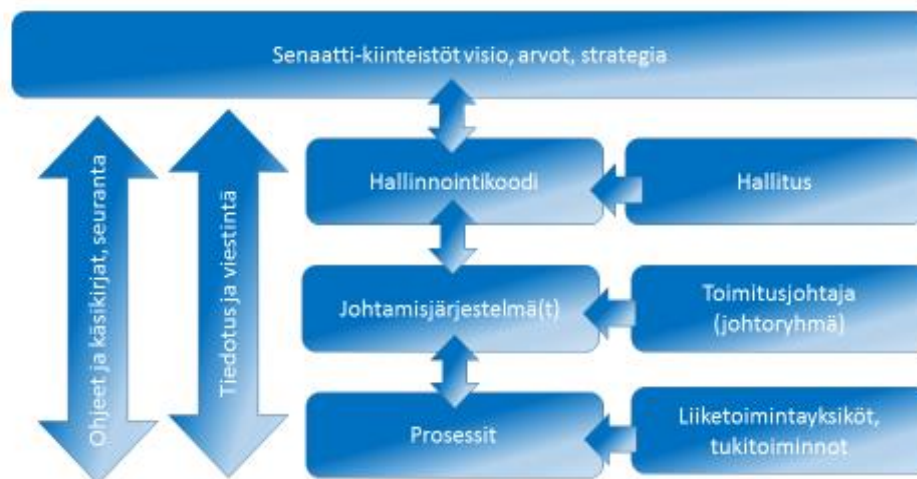 Senaatti-kiinteistöt visio, arvot, strategia
Ohjeet ja käsikirjat, seuranta
Tiedotus ja viestintä
Hallinnointikoodi
Hallitus
Johtamisjärjestelmä(t)
Toimitusjohtaja
(johtoryhmä)
Prosessit
Liiketoimintayksiköt,
tukitoiminnot